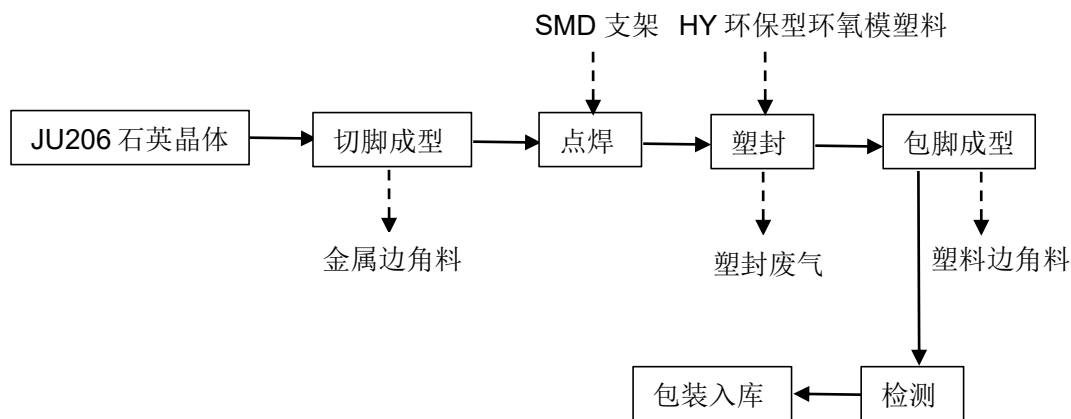 SMD 支架 HY 环保型环氧模塑料
JU206 石英晶体
切脚成型
点焊
塑封
包脚成型
金属边角料
塑封废气
塑料边角料
包装入库
检测